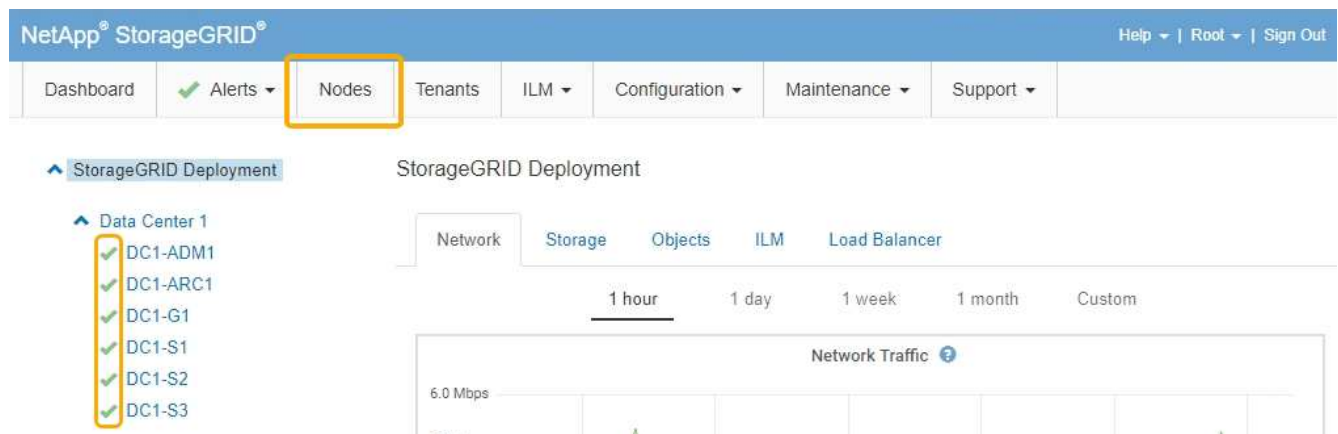 NetApp® StorageGRID®
Help | Root | Sign Out
Dashboard Alerts Nodes Tenants ILM Configuration Maintenance Support
StorageGRID Deployment
StorageGRID Deployment
Data Center 1
Network Storage Objects ILM Load Balancer
DC1-ADM1
DC1-ARC1
1 hour 1 day 1 week 1 month Custom
DC1-G1
DC1-S1
Network Traffic ?
DC1-S2
6.0 Mbps
DC1-S3